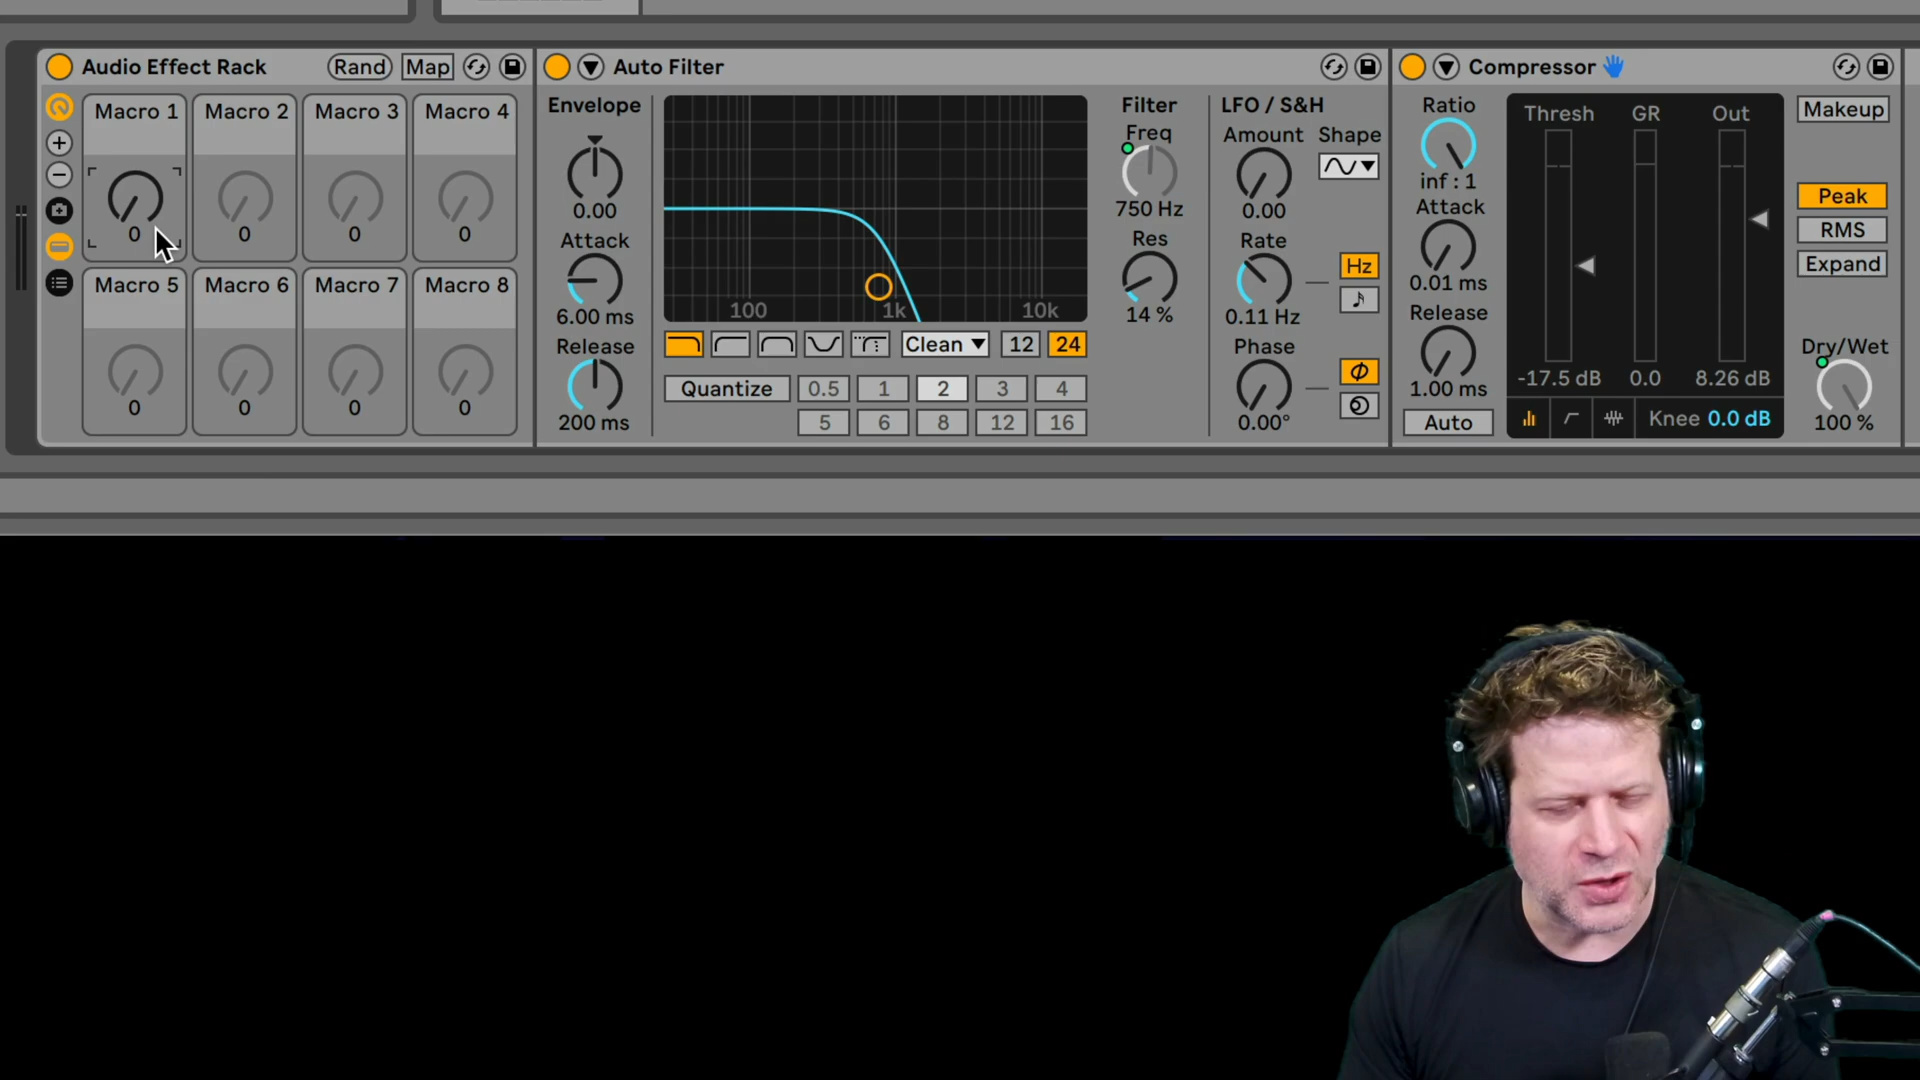 Audio Effect Rack
Rand
Map
Macro 1
Macro 2
Macro 3
Macro 4
0
0
0
0
Macro 5
Macro 6
Macro 7
Macro 8
0
0
0
0
Auto Filter
Envelope
0.00
Attack
6.00 ms
Release
200 ms
100
1k
10k
Clean
12
24
Quantize
0.5
1
2
3
4
5
6
8
12
16
Filter
Freq
750 Hz
Res
14 %
LFO / S&H
Amount
Shape
0.00
Rate
Hz
0.11 Hz
Phase
0.00°
Compressor
Ratio
inf : 1
Attack
0.01 ms
Release
1.00 ms
Auto
Thresh
GR
Out
-17.5 dB
0.0
8.26 dB
Knee 0.0 dB
Makeup
Peak
RMS
Expand
Dry/Wet
100 %